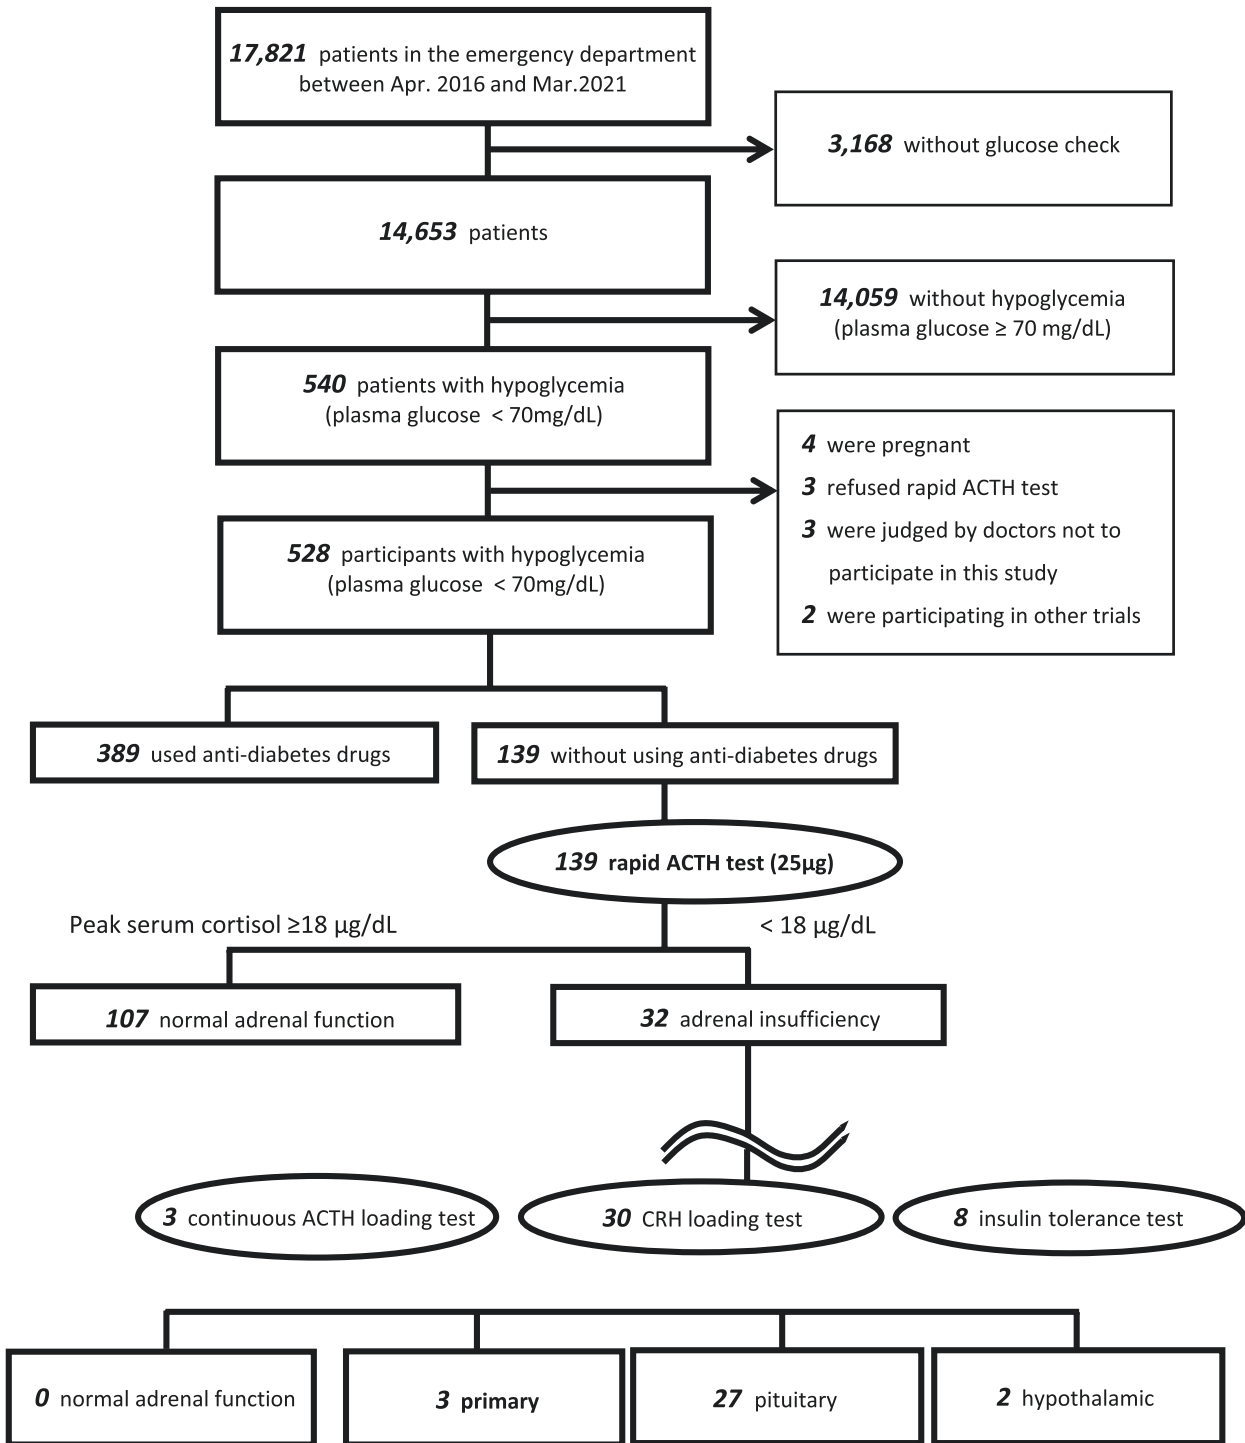 17,821 patients in the emergency department
between Apr. 2016 and Mar.2021
3,168 without glucose check
14,653 patients
14,059 without hypoglycemia
(plasma glucose ≥ 70 mg/dL)
540 patients with hypoglycemia
(plasma glucose < 70mg/dL)
4 were pregnant
3 refused rapid ACTH test
3 were judged by doctors not to
participate in this study
2 were participating in other trials
528 participants with hypoglycemia
(plasma glucose < 70mg/dL)
389 used anti-diabetes drugs
139 without using anti-diabetes drugs
139 rapid ACTH test (25μg)
Peak serum cortisol ≥18 μg/dL
< 18 μg/dL
107 normal adrenal function
32 adrenal insufficiency
3 continuous ACTH loading test
30 CRH loading test
8 insulin tolerance test
0 normal adrenal function
3 primary
27 pituitary
2 hypothalamic